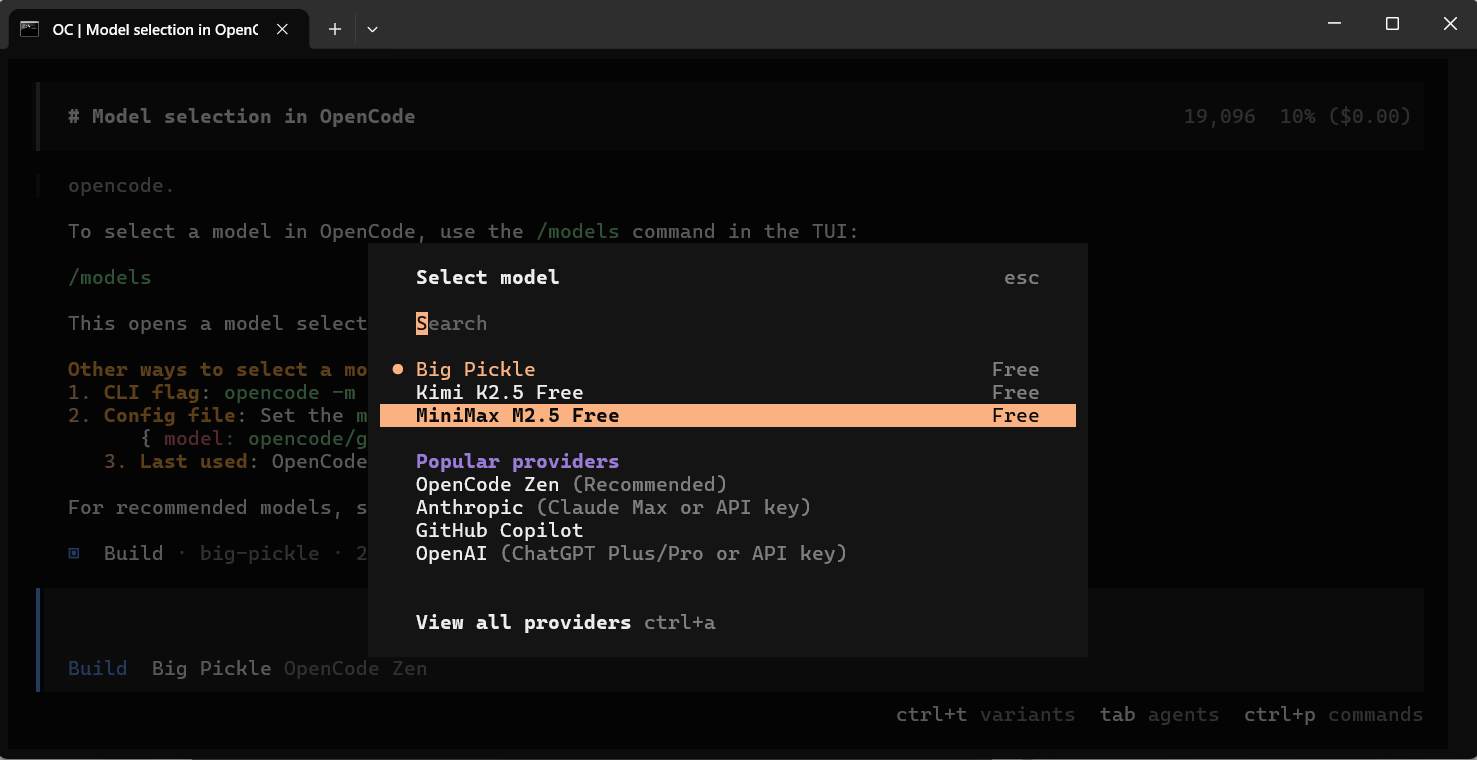 OC | Model selection in OpenC
# Model selection in OpenCode 19,096 10% ($0.00)
opencode.
To select a model in OpenCode, use the /models command in the TUI:
/models
This opens a model select
Other ways to select a mo
1. CLI flag: opencode -m
2. Config file: Set the m
{ model: opencode/g
3. Last used: OpenCode
For recommended models, s
Build · big-pickle · 2
Select model esc
Search
Big Pickle Free
Kimi K2.5 Free Free
MiniMax M2.5 Free Free
Popular providers
OpenCode Zen (Recommended)
Anthropic (Claude Max or API key)
GitHub Copilot
OpenAI (ChatGPT Plus/Pro or API key)
View all providers ctrl+a
Build Big Pickle OpenCode Zen
ctrl+t variants tab agents ctrl+p commands